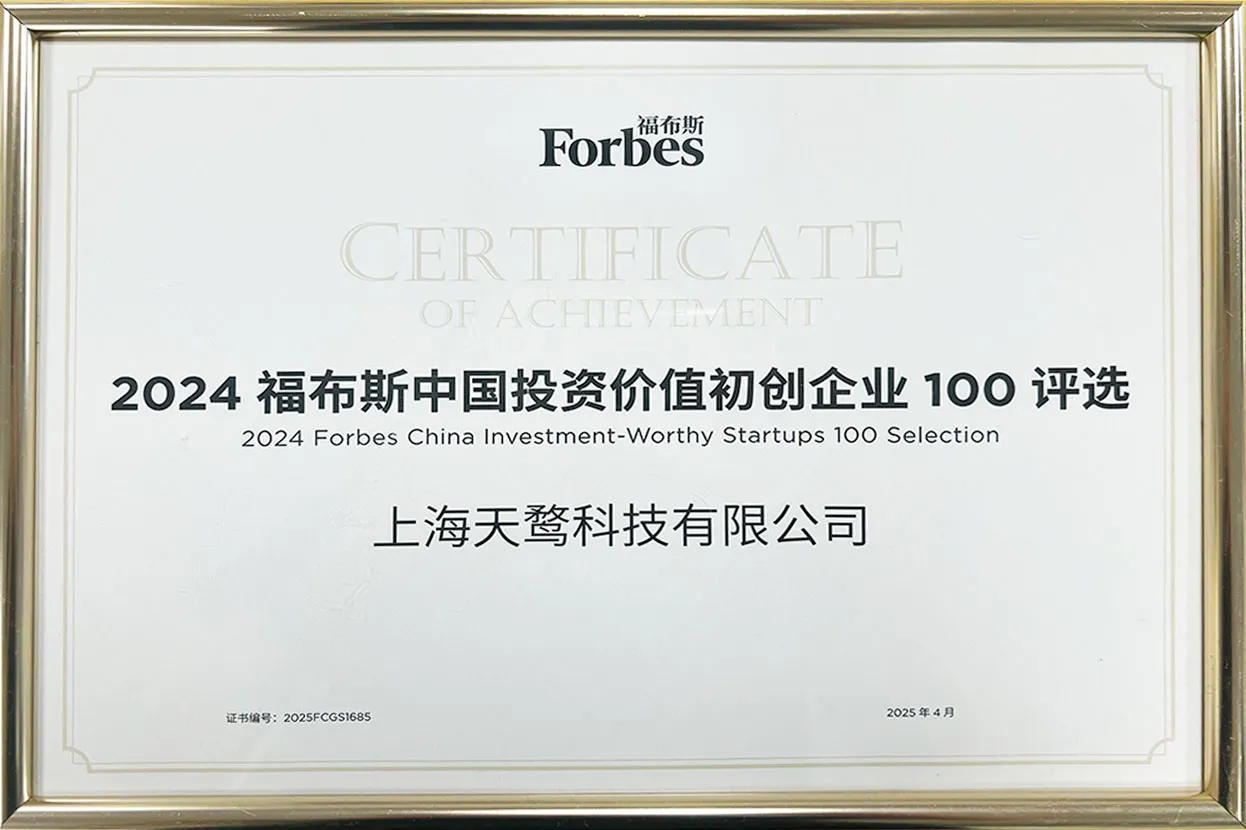 福布斯
Forbes
CERTIFICATE
OF ACHIEVEMENT
2024 福布斯中国投资价值初创企业 100 评选
2024 Forbes China Investment-Worthy Startups 100 Selection
上海天鹜科技有限公司
证书编号：2025FCGS1685
2025 年 4 月